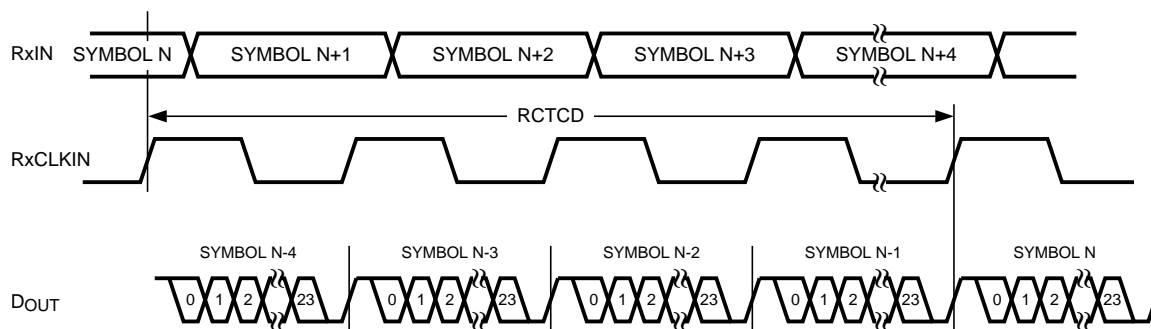 RxIN SYMBOL N SYMBOL N+1 SYMBOL N+2 SYMBOL N+3 SYMBOL N+4
RCTCD
RxCLKIN
SYMBOL N-4 SYMBOL N-3 SYMBOL N-2 SYMBOL N-1 SYMBOL N
DOUT 0 1 2 23 0 1 2 23 0 1 2 23 0 1 2 23 0 1 2 23